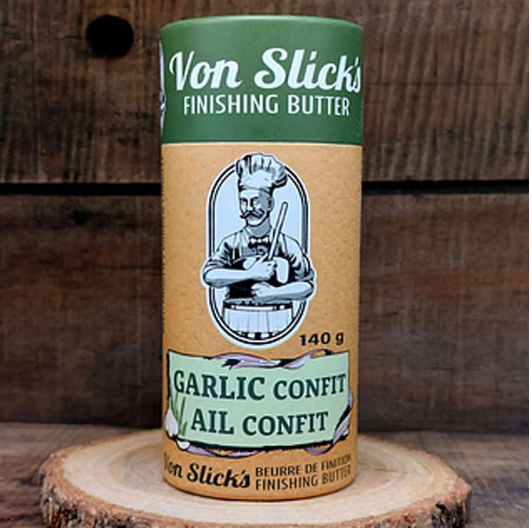 Von Slick's
FINISHING BUTTER
140 g
GARLIC CONFIT
AIL CONFIT
Von Slick's
BEURRE DE FINITION
FINISHING BUTTER